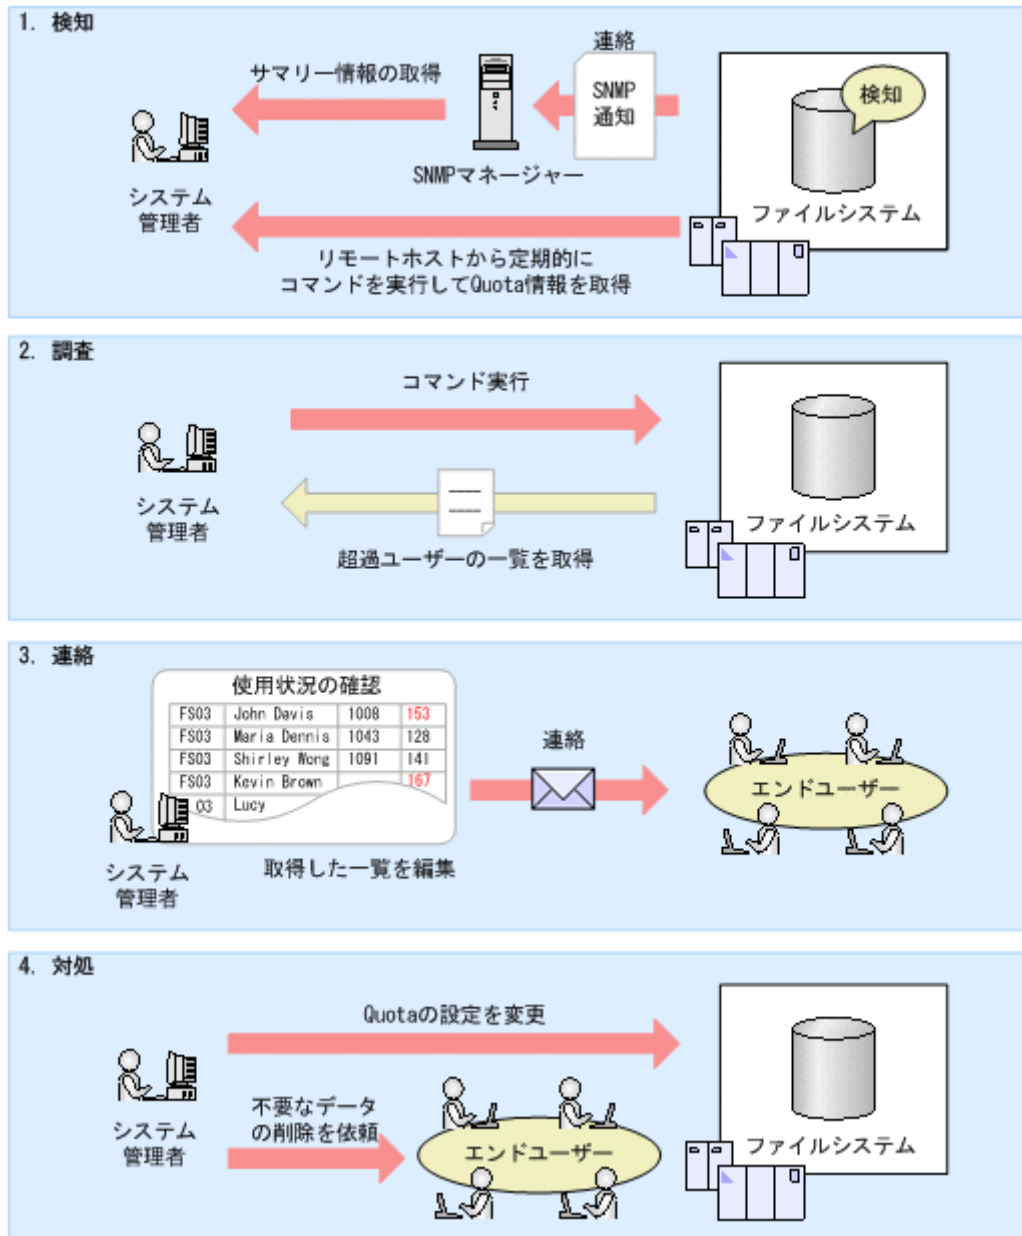 1. 検知
連絡
サマリー情報の取得
SNMP
通知
検知
SNMPマネージャー
システム
管理者
ファイルシステム
リモートホストから定期的に
コマンドを実行してQuota情報を取得
2. 調査
コマンド実行
システム
管理者
ファイルシステム
超過ユーザーの一覧を取得
3. 連絡
使用状況の確認
FS03 John Davis 1008 153
FS03 Maria Dennis 1043 128
FS03 Shirley Wong 1091 141
FS03 Kevin Brown 167
03 Lucy
連絡
エンドユーザー
取得した一覧を編集
システム
管理者
4. 対処
Quotaの設定を変更
不要なデータ
の削除を依頼
システム
管理者
エンドユーザー
ファイルシステム